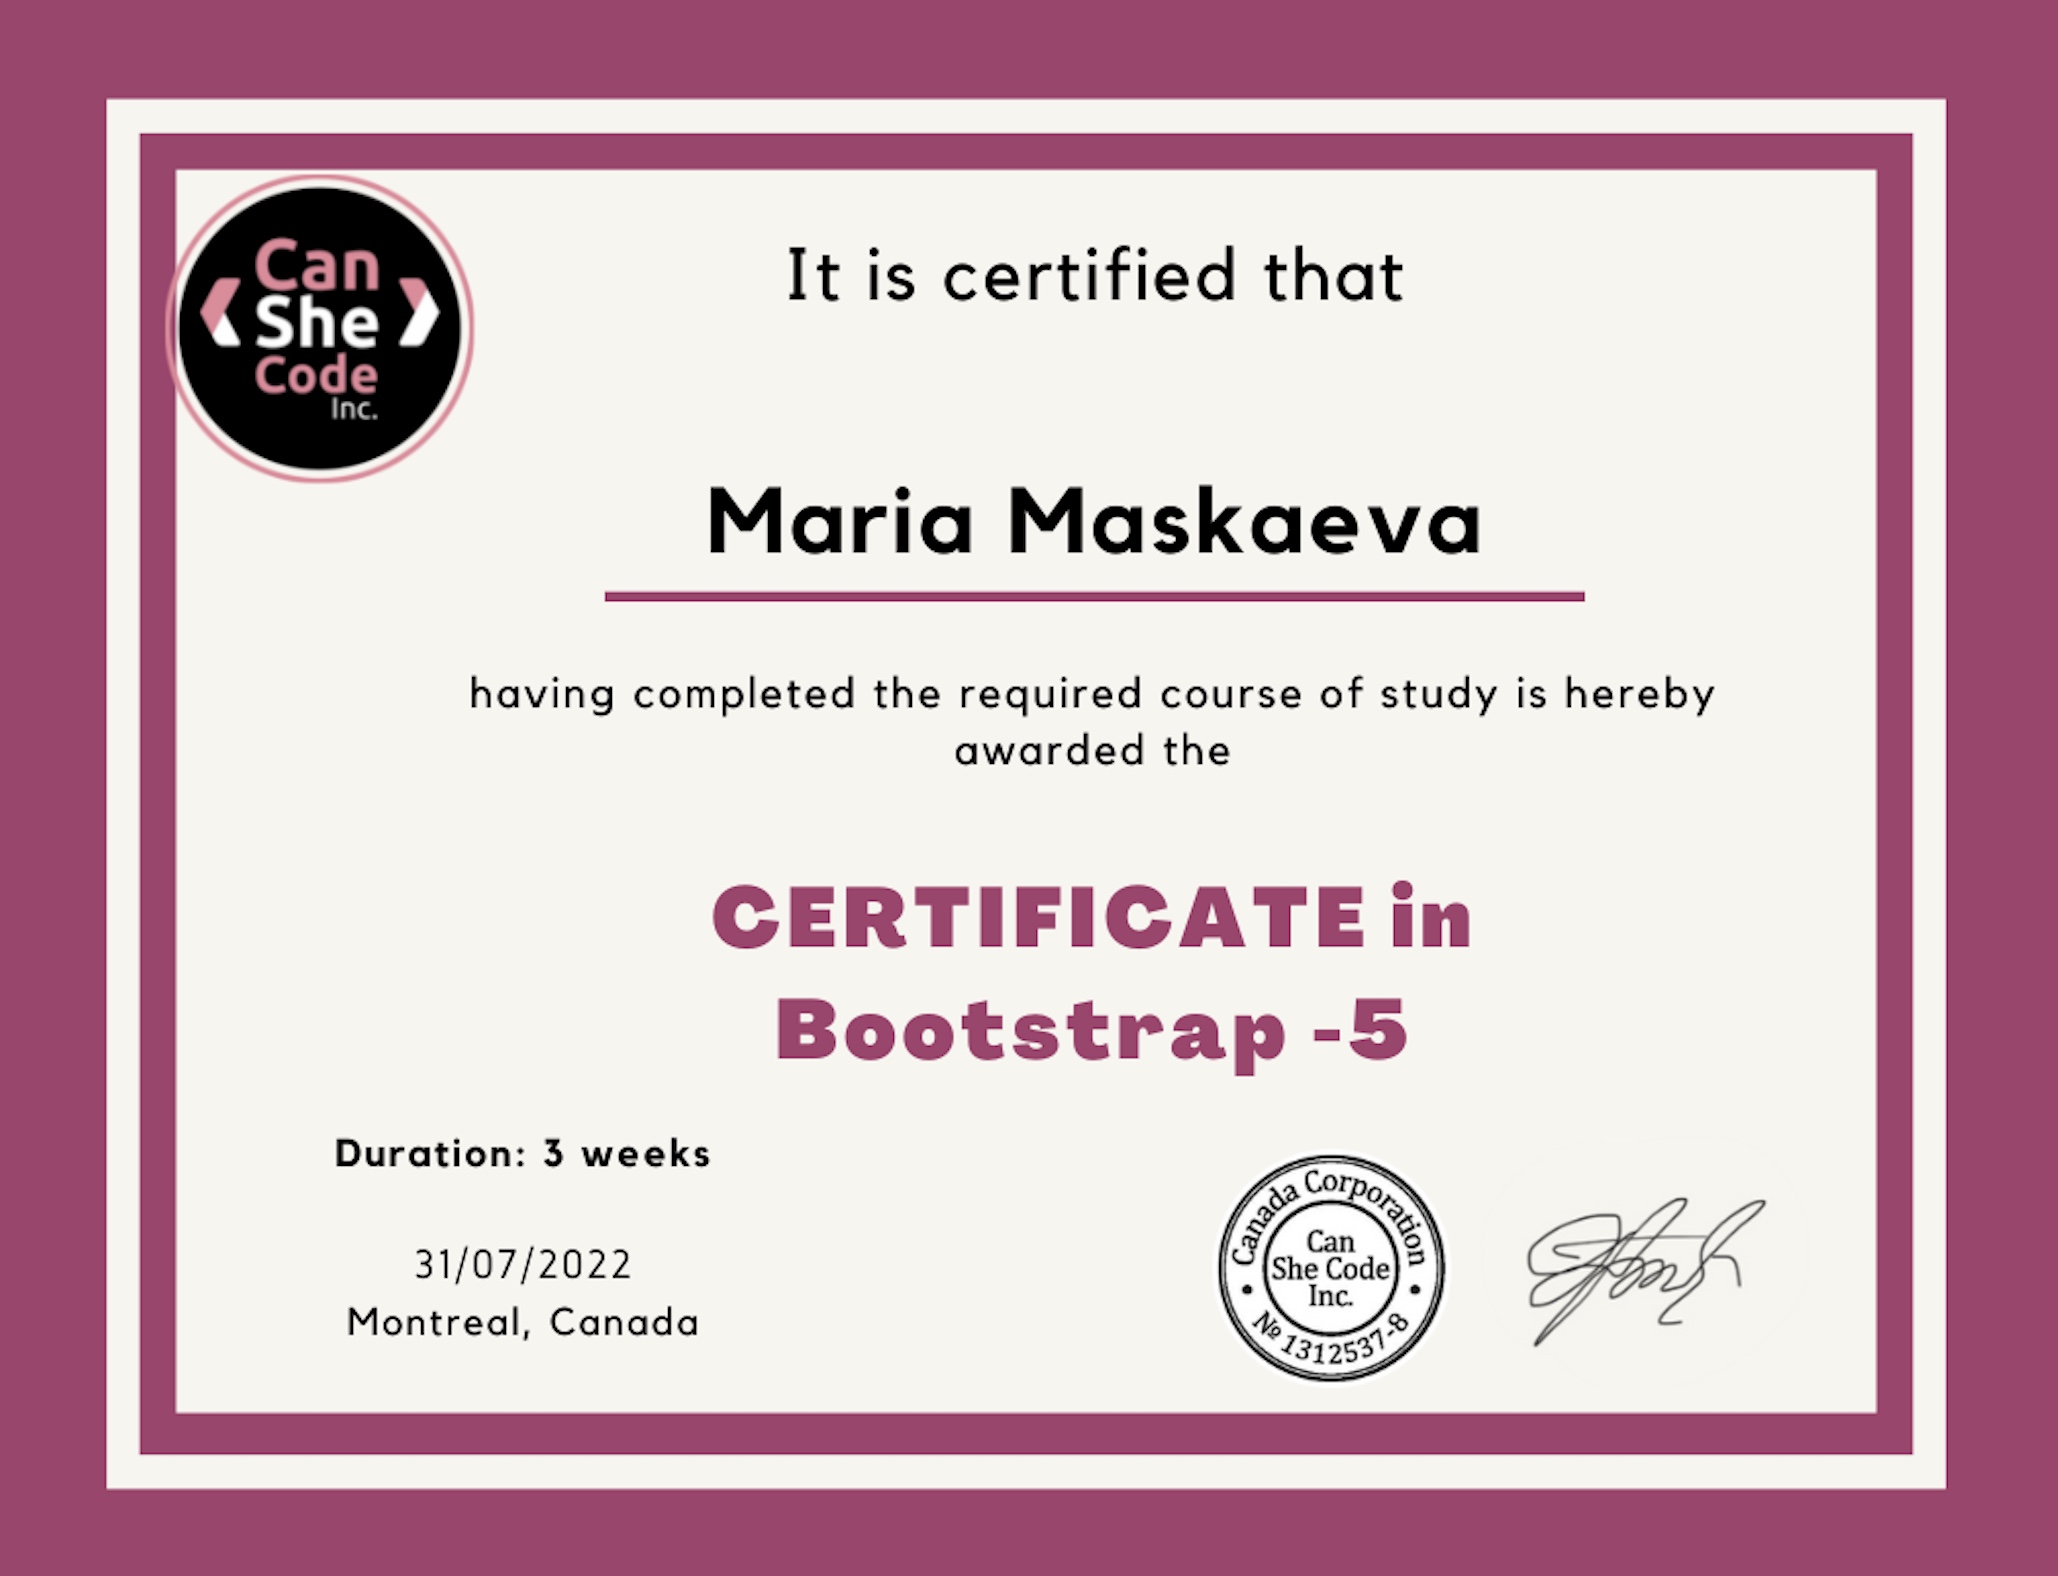 Can
She
Code
Inc.
It is certified that
Maria Maskaeva
having completed the required course of study is hereby
awarded the
CERTIFICATE in
Bootstrap -5
Duration: 3 weeks
31/07/2022
Montreal, Canada
Canada Corporation
Can
She Code
Inc.
№ 1312537-8